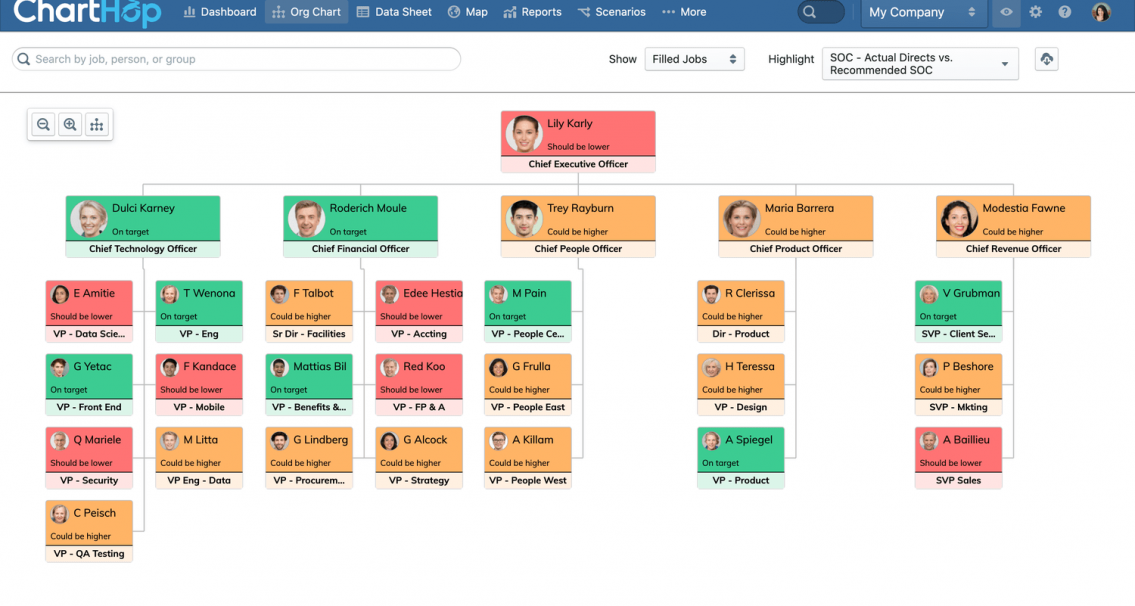 ChartHop
Dashboard
Org Chart
Data Sheet
Map
Reports
Scenarios
More
My Company
Search by job, person, or group
Show
Filled Jobs
Highlight
SOC - Actual Directs vs.
Recommended SOC
Lily Karly
Should be lower
Chief Executive Officer
Dulci Karney
On target
Chief Technology Officer
Roderich Moule
On target
Chief Financial Officer
Trey Rayburn
Could be higher
Chief People Officer
Maria Barrera
Could be higher
Chief Product Officer
Modestia Fawne
Could be higher
Chief Revenue Officer
E Amitie
Should be lower
VP - Data Scie...
T Wenona
On target
VP - Eng
F Talbot
Could be higher
Sr Dir - Facilities
Edee Hestia
Should be lower
VP - Accting
M Pain
On target
VP - People Ce...
R Clerissa
Could be higher
Dir - Product
V Grubman
On target
SVP - Client Se...
G Yetac
On target
VP - Front End
F Kandace
Should be lower
VP - Mobile
Mattias Bil
On target
VP - Benefits &...
Red Koo
Should be lower
VP - FP & A
G Frulla
Could be higher
VP - People East
H Teressa
Could be higher
VP - Design
P Beshore
Could be higher
SVP - Mkting
Q Mariele
Should be lower
VP - Security
M Litta
Could be higher
VP Eng - Data
G Lindberg
Could be higher
VP - Procurem...
G Alcock
Could be higher
VP - Strategy
A Killam
Could be higher
VP - People West
A Spiegel
On target
VP - Product
A Baillieu
Should be lower
SVP Sales
C Peisch
Could be higher
VP - QA Testing